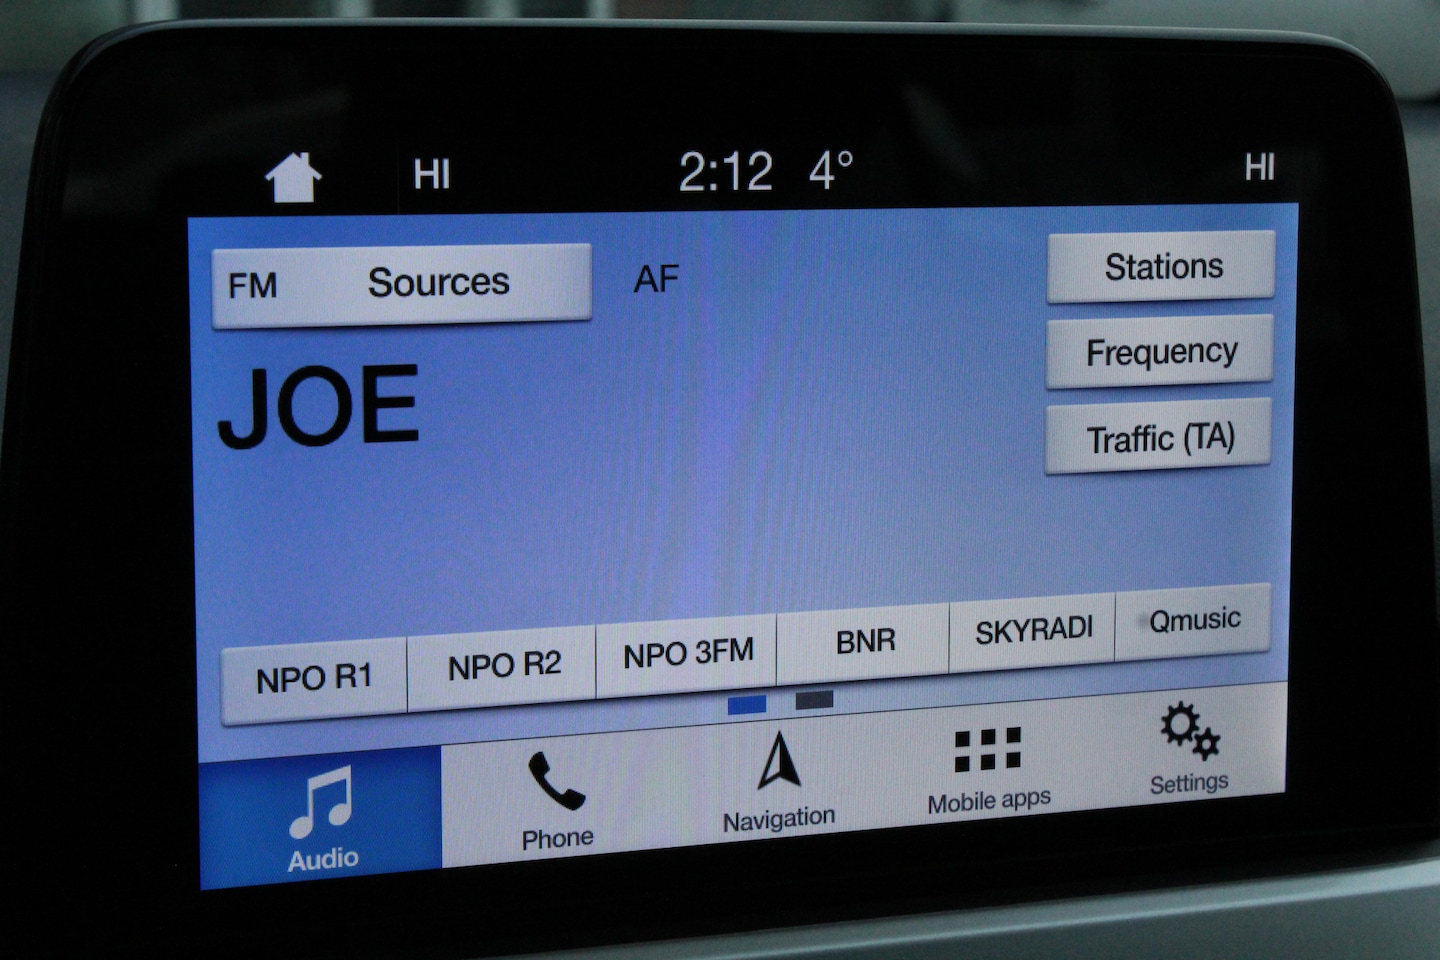 HI 2:12 4° HI
FM Sources AF
Stations
Frequency
Traffic (TA)
JOE
NPO R1 NPO R2 NPO 3FM BNR SKYRADI Qmusic
Audio Phone Navigation Mobile apps Settings